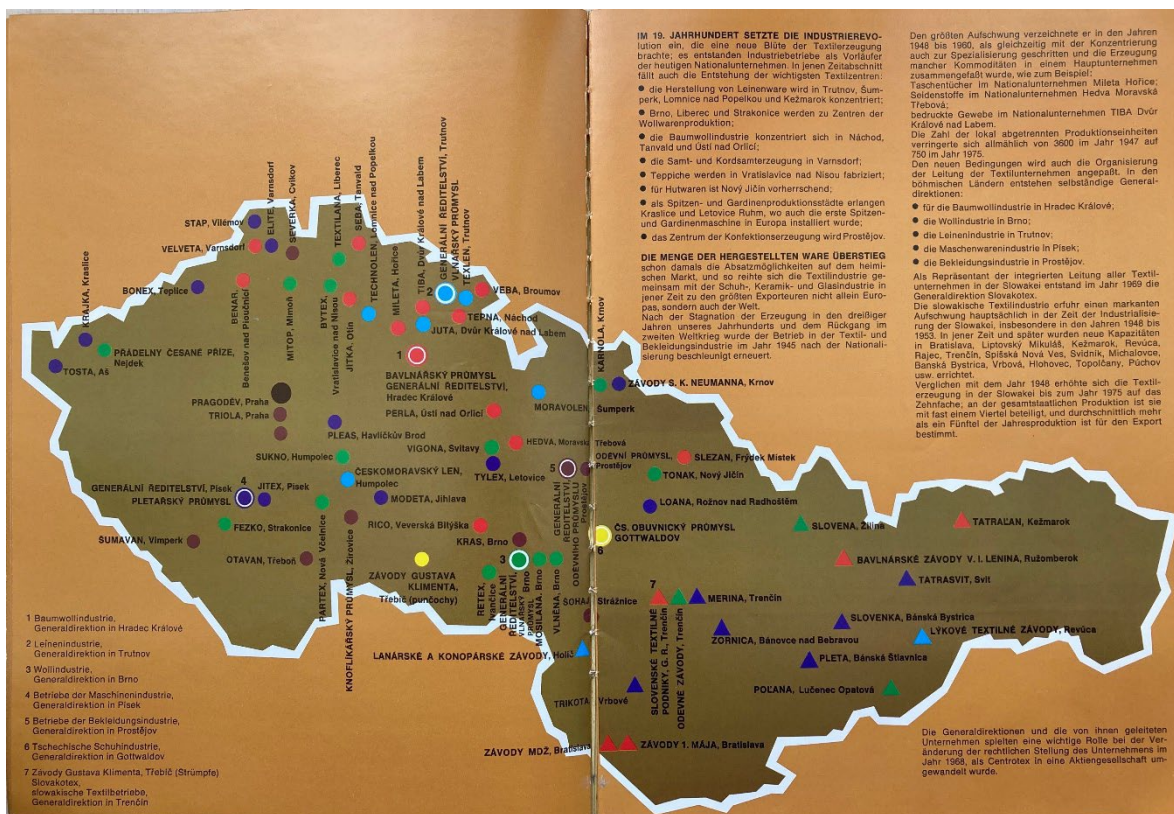 IM 19. JAHRHUNDERT SETZTE DIE INDUSTRIEREVO-
lution ein, die eine neue Blüte der Textilerzeugung
brachte; es entstanden Industriebetriebe als Vorläufer
der heutigen Nationalunternehmen. In jenen Zeitabschnitt
fällt auch die Entstehung der wichtigsten Textilzentren:
● die Herstellung von Leinenware wird in Trutnov, Šum-
perk, Lomnice nad Popelkou und Kežmarok konzentriert;
● Brno, Liberec und Strakonice werden zu Zentren der
Wollwarenproduktion;
● die Baumwollindustrie konzentriert sich in Náchod,
Tanvald und Ústí nad Orlicí;
● die Samt- und Kordsamterzeugung in Varnsdorf;
● Teppiche werden in Vratislavice nad Nisou fabriziert;
● für Hutwaren ist Nový Jičín vorherrschend;
● als Spitzen- und Gardinenproduktionsstädte erlangen
Kraslice und Letovice Ruhm, wo auch die erste Spitzen-
und Gardinenmaschine in Europa installiert wurde;
● das Zentrum der Konfektionserzeugung wird Prostějov.
DIE MENGE DER HERGESTELLTEN WARE ÜBERSTIEG
schon damals die Absatzmöglichkeiten auf dem heimi-
schen Markt, und so reihte sich die Textilindustrie ge-
meinsam mit der Schuh-, Keramik- und Glasindustrie in
jener Zeit zu den größten Exporteuren nicht allein Euro-
pas, sondern auch der Welt.
Nach der Stagnation der Erzeugung in den dreißiger
Jahren unseres Jahrhunderts und dem Rückgang im
zweiten Weltkrieg wurde der Betrieb in der Textil- und
Bekleidungsindustrie im Jahr 1945 nach der Nationali-
sierung beschleunigt erneuert.
Den größten Aufschwung verzeichnete er in den Jahren
1948 bis 1960, als gleichzeitig mit der Konzentrierung
auch zur Spezialisierung geschritten und die Erzeugung
mancher Kommoditäten in einem Hauptunternehmen
zusammengefaßt wurde, wie zum Beispiel:
Taschentücher im Nationalunternehmen Mileta Hořice;
Seidenstoffe im Nationalunternehmen Hedva Moravská
Třebová;
bedruckte Gewebe im Nationalunternehmen TIBA Dvůr
Králové nad Labem.
Die Zahl der lokal abgetrennten Produktionseinheiten
verringerte sich allmählich von 3600 im Jahr 1947 auf
750 im Jahr 1975.
Den neuen Bedingungen wird auch die Organisierung
der Leitung der Textilunternehmen angepaßt. In den
böhmischen Ländern entstehen selbständige General-
direktionen:
● für die Baumwollindustrie in Hradec Králové;
● die Wollindustrie in Brno;
● die Leinenindustrie in Trutnov;
● die Maschenwarenindustrie in Písek;
● die Bekleidungsindustrie in Prostějov.
Als Repräsentant der integrierten Leitung aller Textil-
unternehmen in der Slowakei entstand im Jahr 1969 die
Generaldirektion Slovakotex.
Die slowakische Textilindustrie erfuhr einen markanten
Aufschwung hauptsächlich in der Zeit der Industrialisie-
rung der Slowakei, insbesondere in den Jahren 1948 bis
1953. In jener Zeit und später wurden neue Kapazitäten
in Bratislava, Liptovský Mikuláš, Kežmarok, Revúca,
Rajec, Trenčín, Spišská Nová Ves, Svidník, Michalovce,
Banská Bystrica, Vrbová, Hlohovec, Topolčany, Púchov
usw. errichtet.
Verglichen mit dem Jahr 1948 erhöhte sich die Textil-
erzeugung in der Slowakei bis zum Jahr 1975 auf das
Zehnfache; an der gesamtstaatlichen Produktion ist sie
mit fast einem Viertel beteiligt, und durchschnittlich mehr
als ein Fünftel der Jahresproduktion ist für den Export
bestimmt.
STAP, Vilémov
ELITE, Varnsdorf
SEVERKA, Cvikov
VELVETA, Varnsdorf
BONEX, Teplice
KRAJKA, Kraslice
PŘÁDELNY ČESANÉ PŘÍZE,
Nejdek
TOSTA, Aš
BENAR,
Benešov nad Ploučnicí
MITOP, Mimoň
TEXTILANA, Liberec
BYTEX,
Vratislavice nad Nisou
SEBA, Tanvald
JITKA, Otín
TECHNOLEN, Lomnice nad Popelkou
MILETA, Hořice
TIBA, Dvůr Králové nad Labem
2
GENERÁLNÍ ŘEDITELSTVÍ,
VLNAŘSKÝ PRŮMYSL
TEXLEN, Trutnov
VEBA, Broumov
TEPNA, Náchod
JUTA, Dvůr Králové nad Labem
1
BAVLNÁŘSKÝ PRŮMYSL
GENERÁLNÍ ŘEDITELSTVÍ,
Hradec Králové
PRAGODĚV, Praha
TRIOLA, Praha
PERLA, Ústí nad Orlicí
MORAVOLEN, Šumperk
KARNOLA, Krnov
ZÁVODY S. K. NEUMANNA, Krnov
PLEAS, Havlíčkův Brod
VIGONA, Svitavy
HEDVA, Moravská Třebová
SUKNO, Humpolec
ČESKOMORAVSKÝ LEN,
Humpolec
TYLEX, Letovice
5
ODĚVNÍ PRŮMYSL,
Prostějov
GENERÁLNÍ
ŘEDITELSTVÍ
ODĚVNÍHO PRŮMYSLU
Prostějov
SLEZAN, Frýdek Místek
TONAK, Nový Jičín
LOANA, Rožnov nad Radhoštěm
GENERÁLNÍ ŘEDITELSTVÍ, Písek
PLETAŘSKÝ PRŮMYSL
4
JITEX, Písek
MODETA, Jihlava
FEZKO, Strakonice
ŠUMAVAN, Vimperk
OTAVAN, Třeboň
PARTEX, Nová Včelnice
KNOFLIKÁŘSKÝ PRŮMYSL, Žirovice
RICO, Veverská Bítýška
KRAS, Brno
ZÁVODY GUSTAVA
KLIMENTA,
Třebíč (punčochy)
RETEX, Ivančice
3
GENERÁLNÍ
ŘEDITELSTVÍ,
VLNAŘSKÝ
PRŮMYSL Brno
MOSILANA, Brno
VLNĚNA, Brno
ČS. OBUVNICKÝ PRŮMYSL
GOTTWALDOV
6
Strážnice
LANÁRSKÉ A KONOPÁRSKÉ ZÁVODY, Holíč
TRIKOTA, Vrbové
7
SLOVENSKÉ TEXTILNÉ
PODNIKY, G. R., Trenčín
ODEVNÉ ZÁVODY, Trenčín
MERINA, Trenčín
ZORNICA, Bánovce nad Bebravou
SLOVENA, Žilina
TATRAĽAN, Kežmarok
BAVLNÁRSKÉ ZÁVODY V. I. LENINA, Ružomberok
TATRASVIT, Svit
SLOVENKA, Bánská Bystrica
LÝKOVÉ TEXTILNÉ ZÁVODY, Revúca
PLETA, Bánská Štiavnica
POĽANA, Lučenec Opatová
ZÁVODY MDŽ, Bratislava
ZÁVODY 1. MÁJA, Bratislava
1 Baumwollindustrie,
Generaldirektion in Hradec Králové
2 Leinenindustrie,
Generaldirektion in Trutnov
3 Wollindustrie,
Generaldirektion in Brno
4 Betriebe der Maschinenindustrie,
Generaldirektion in Písek
5 Betriebe der Bekleidungsindustrie,
Generaldirektion in Prostějov
6 Tschechische Schuhindustrie,
Generaldirektion in Gottwaldov
7 Závody Gustava Klimenta, Třebíč (Strümpfe)
Slovakotex,
slowakische Textilbetriebe,
Generaldirektion in Trenčín
Die Generaldirektionen und die von ihnen geleiteten
Unternehmen spielten eine wichtige Rolle bei der Ver-
änderung der rechtlichen Stellung des Unternehmens im
Jahr 1968, als Centrotex in eine Aktiengesellschaft um-
gewandelt wurde.